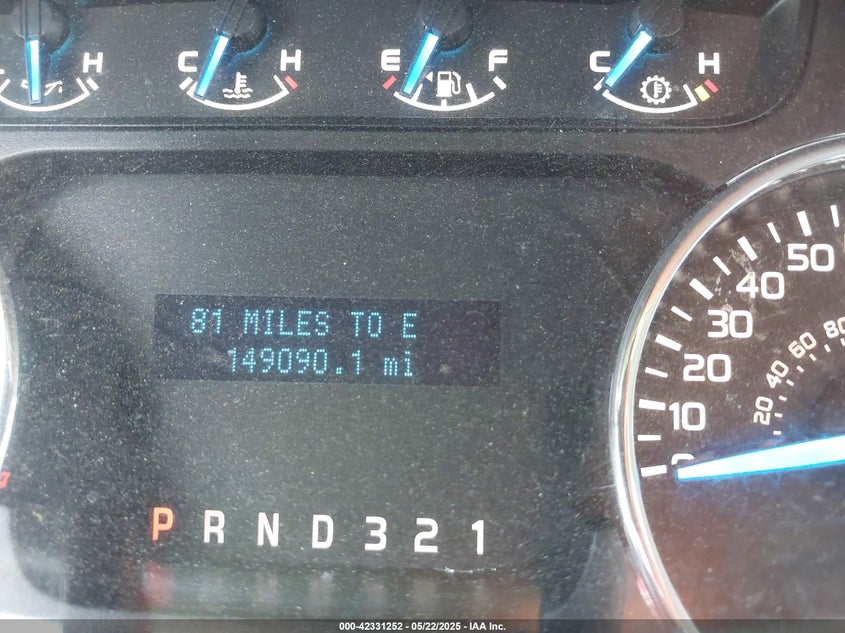 H C H E F C H
81 MILES TO E
149090.1 mi
0 10 20 30 40 50
20 40 60 80
P R N D 3 2 1
000-42331252 - 05/22/2025 - IAA Inc.